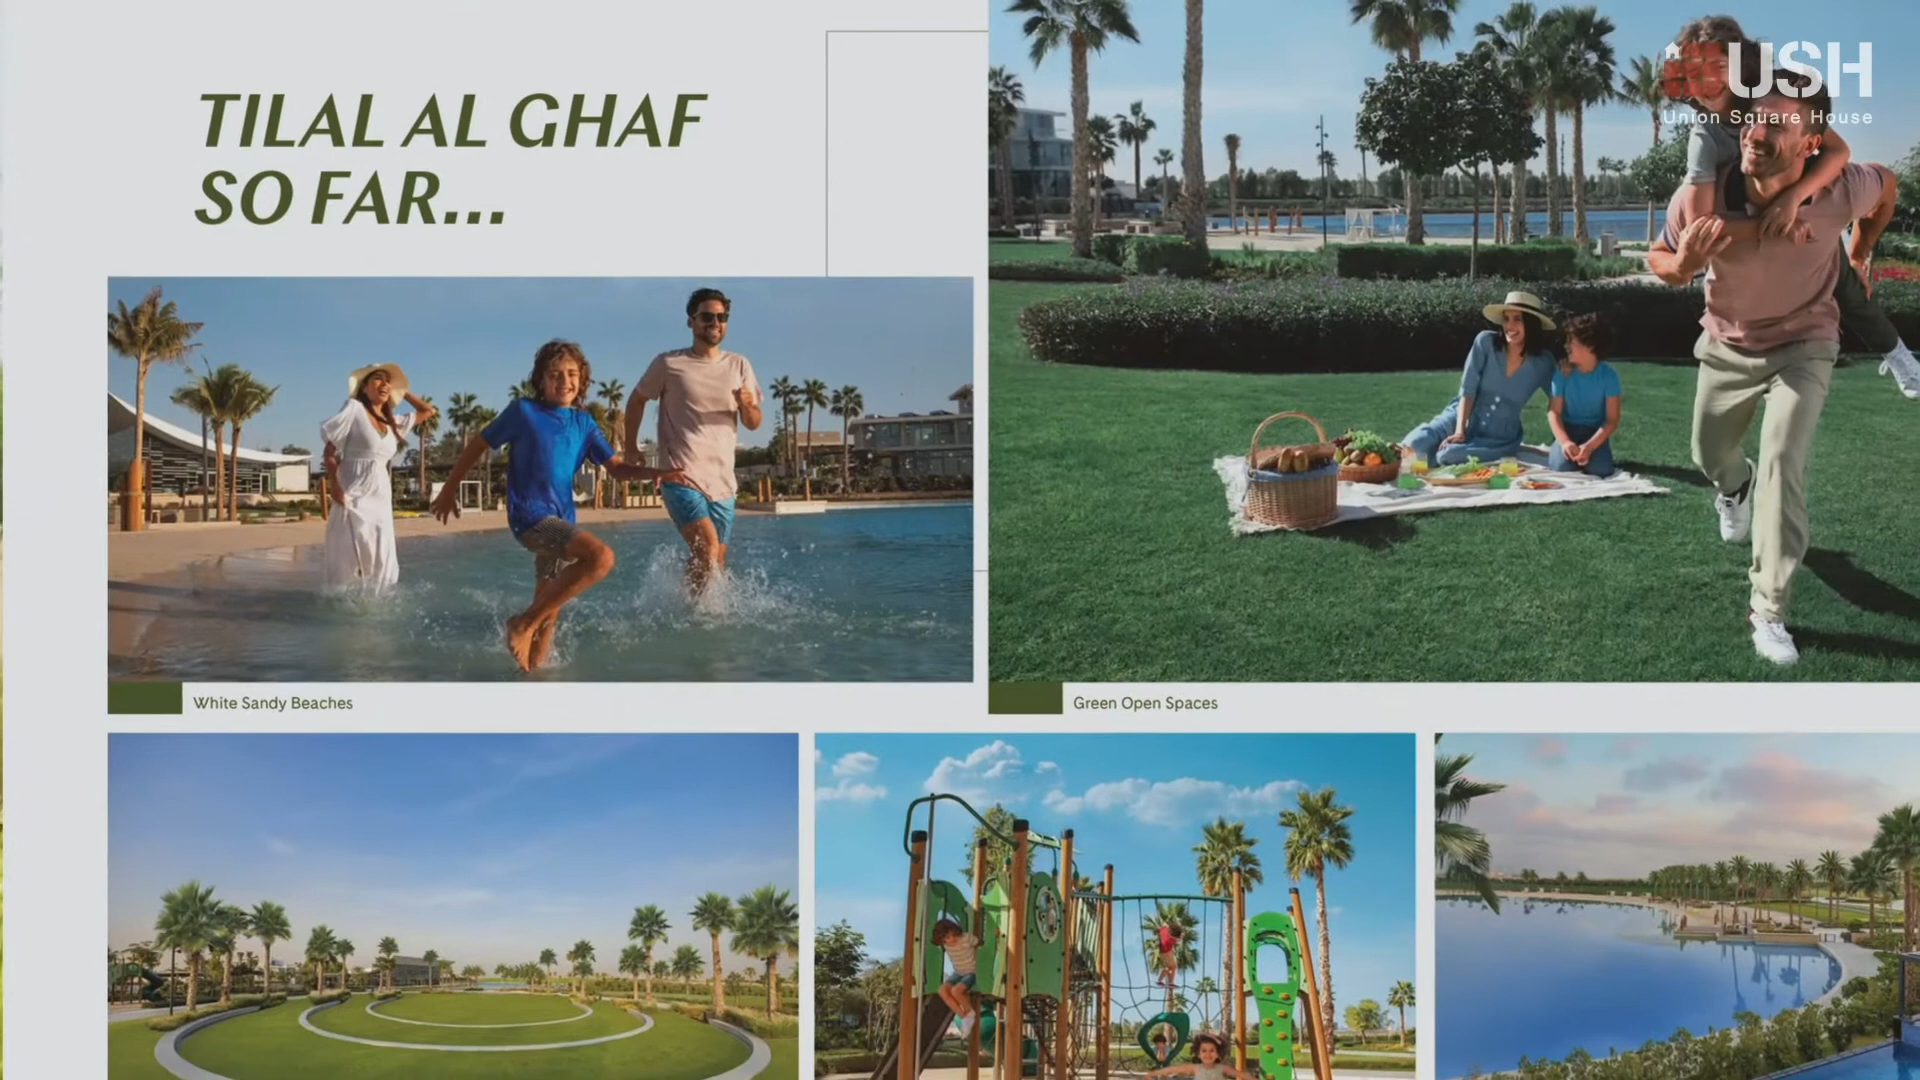 TILAL AL GHAF
SO FAR...
USH
Union Square House
White Sandy Beaches
Green Open Spaces